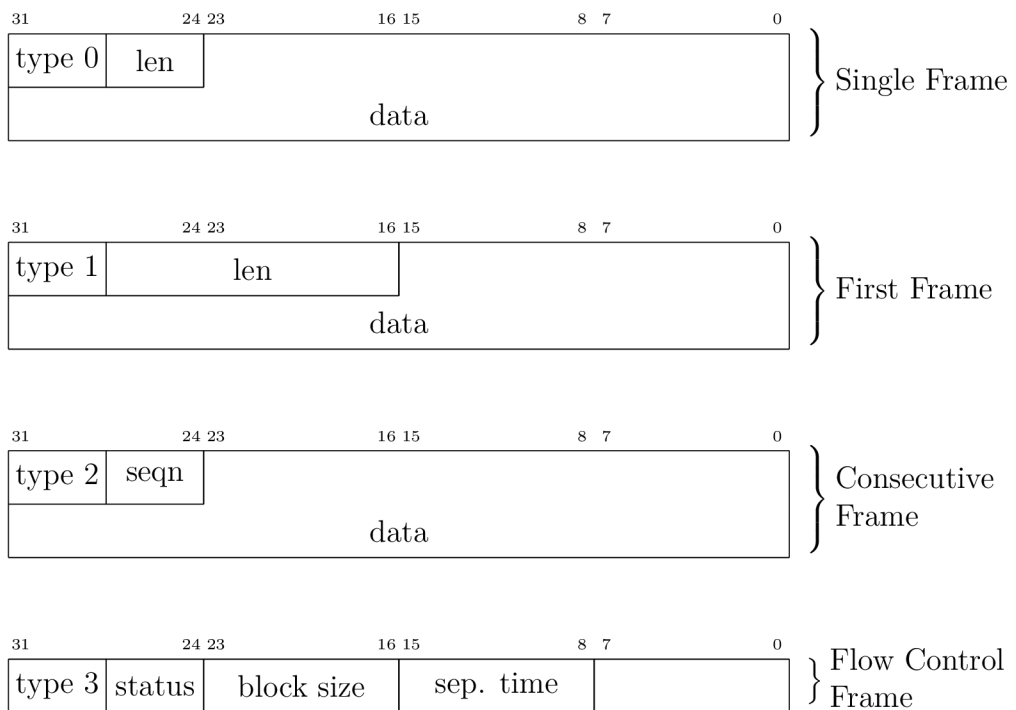 31 24 23 16 15 8 7 0
type 0 len
data
Single Frame
31 24 23 16 15 8 7 0
type 1 len
data
First Frame
31 24 23 16 15 8 7 0
type 2 seqn
data
Consecutive
Frame
31 24 23 16 15 8 7 0
type 3 status block size sep. time
Flow Control
Frame